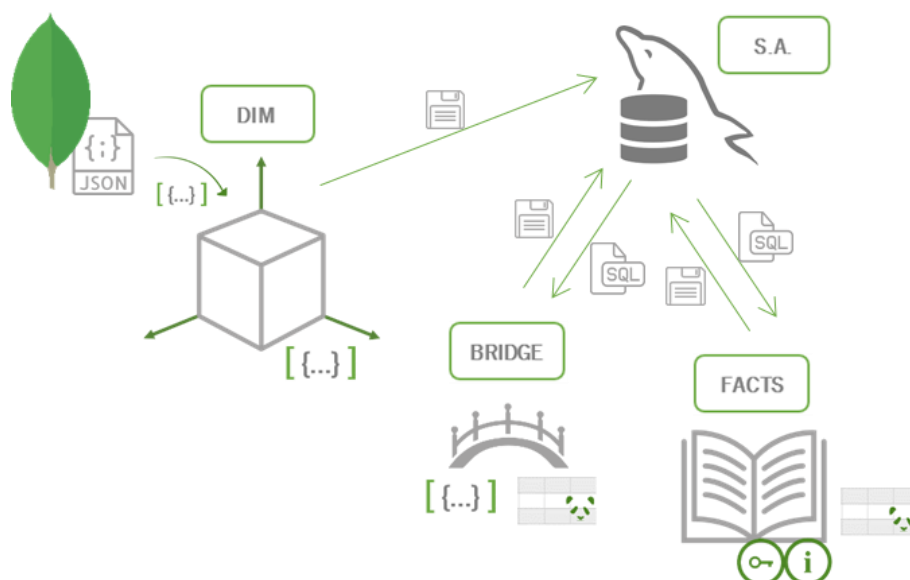 S.A.
DIM
{;}
JSON
[{...}]
SQL
SQL
[{...}]
BRIDGE
FACTS
[{...}]
i